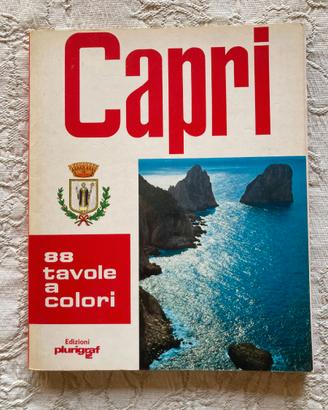 Capri
88
tavole
a
colori
Edizioni
plurigraf